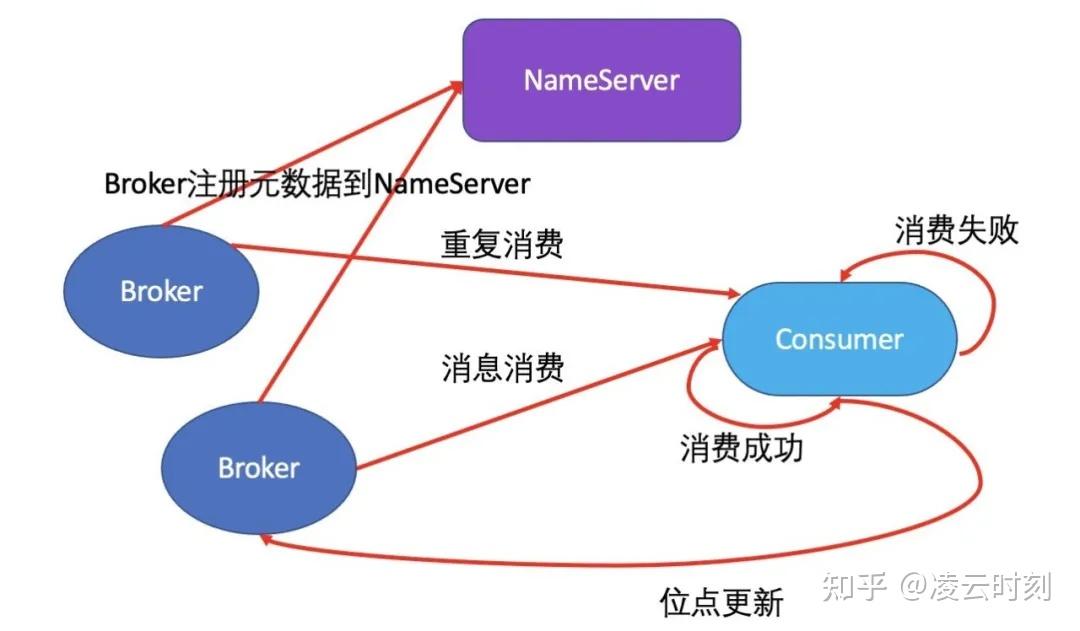 NameServer
Broker注册元数据到NameServer
消费失败
重复消费
Broker
Consumer
消息消费
消费成功
Broker
位点更新
知乎 @凌云时刻